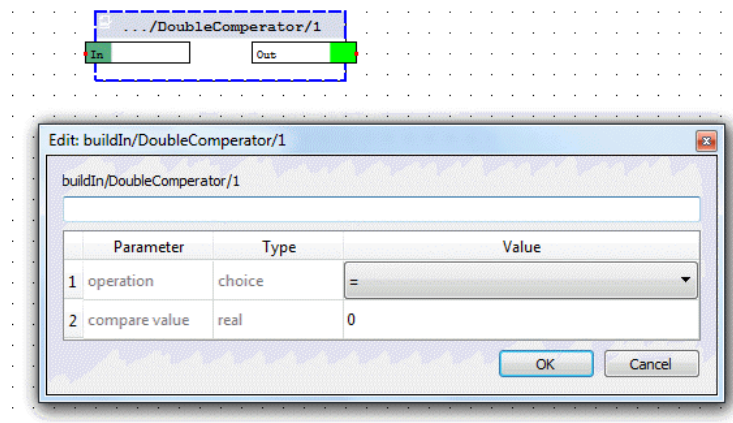 .../DoubleComperator/1
In Out
Edit: buildIn/DoubleComperator/1
x
buildIn/DoubleComperator/1
Parameter Type Value
1 operation choice =
2 compare value real 0
OK Cancel